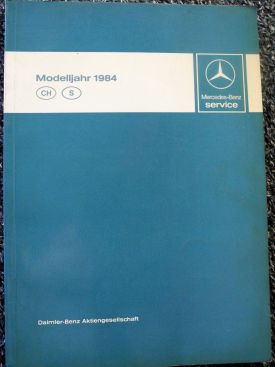 Modelljahr 1984
CH S
Mercedes-Benz
service
Daimler-Benz Aktiengesellschaft